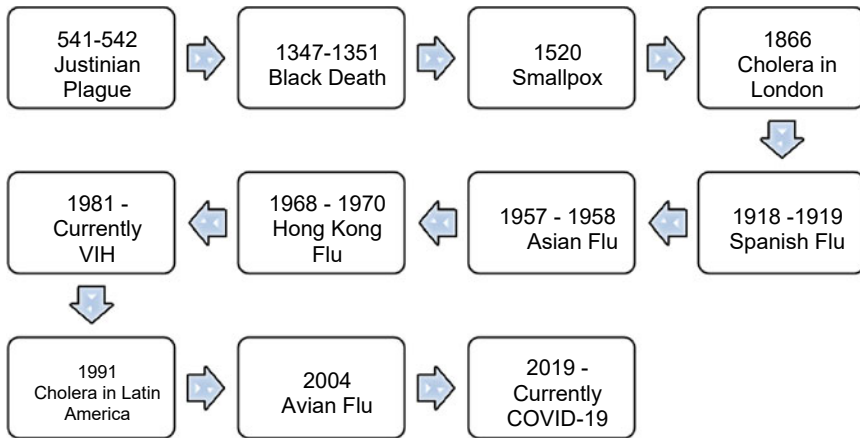 541-542
Justinian
Plague
1347-1351
Black Death
1520
Smallpox
1866
Cholera in
London
1918 -1919
Spanish Flu
1957 - 1958
Asian Flu
1968 - 1970
Hong Kong
Flu
1981 -
Currently
VIH
1991
Cholera in Latin
America
2004
Avian Flu
2019 -
Currently
COVID-19